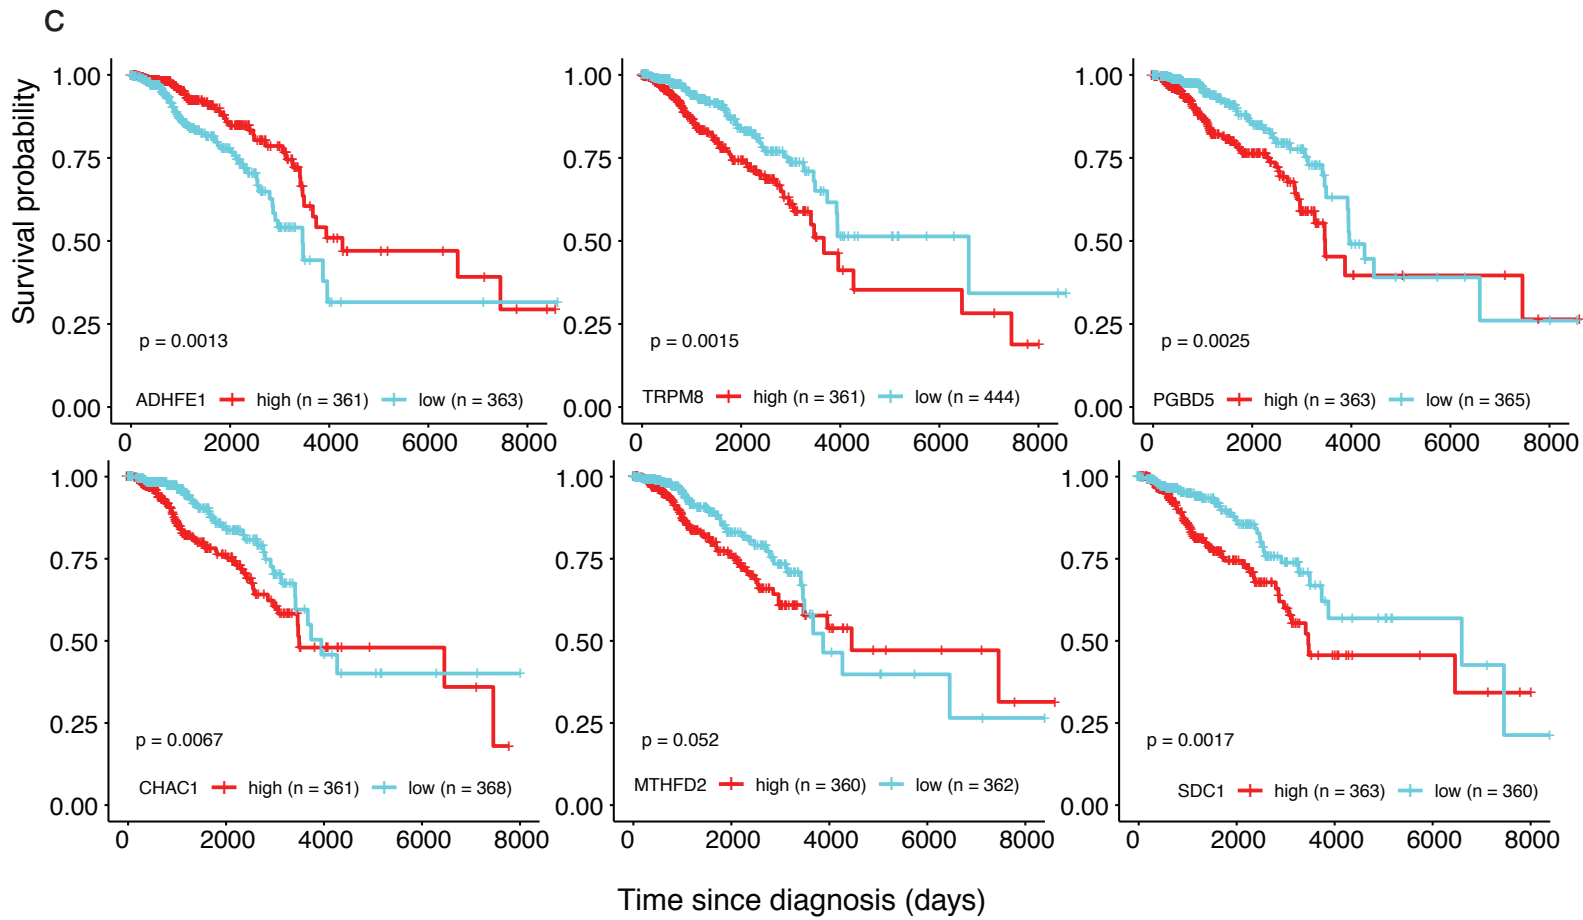 C
Survival probability
1.00
0.75
0.50
0.25
0.00
p = 0.0013
ADHFE1 high (n = 361) low (n = 363)
0 2000 4000 6000 8000
1.00
0.75
0.50
0.25
0.00
p = 0.0015
TRPM8 high (n = 361) low (n = 444)
0 2000 4000 6000 8000
1.00
0.75
0.50
0.25
0.00
p = 0.0025
PGBD5 high (n = 363) low (n = 365)
0 2000 4000 6000 8000
1.00
0.75
0.50
0.25
0.00
p = 0.0067
CHAC1 high (n = 361) low (n = 368)
0 2000 4000 6000 8000
1.00
0.75
0.50
0.25
0.00
p = 0.052
MTHFD2 high (n = 360) low (n = 362)
0 2000 4000 6000 8000
1.00
0.75
0.50
0.25
0.00
p = 0.0017
SDC1 high (n = 363) low (n = 360)
0 2000 4000 6000 8000
Time since diagnosis (days)